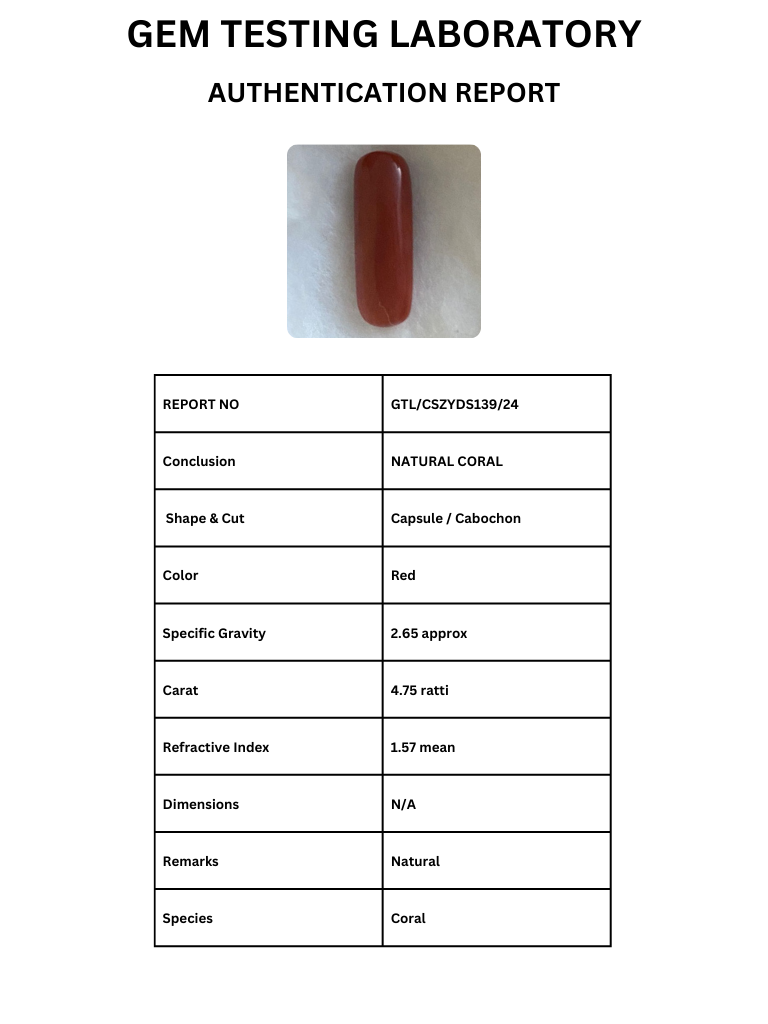 GEM TESTING LABORATORY
AUTHENTICATION REPORT
REPORT NO GTL/CSZYDS139/24
Conclusion NATURAL CORAL
Shape & Cut Capsule / Cabochon
Color Red
Specific Gravity 2.65 approx
Carat 4.75 ratti
Refractive Index 1.57 mean
Dimensions N/A
Remarks Natural
Species Coral